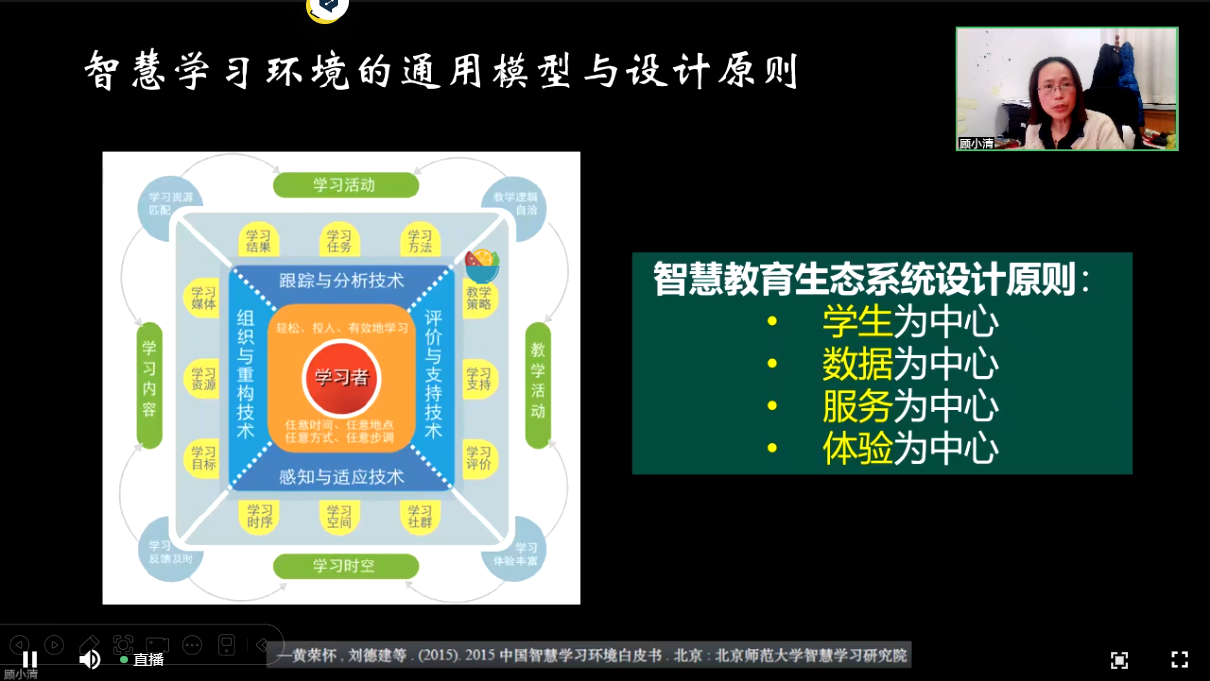 智慧学习环境的通用模型与设计原则
顾小清
学习活动
学习资源
匹配
教学逻辑
自洽
学习
结果
学习
任务
学习
方法
学习
媒体
跟踪与分析技术
教学
策略
学习内容
学习
资源
组织与重构技术
轻松、投入、有效地学习
学习者
任意时间、任意地点
任意方式、任意步调
评价与支持技术
学习
支持
教学活动
学习
目标
感知与适应技术
学习
评价
学习
时序
学习
空间
学习
社群
学习
反馈及时
学习
体验丰富
学习时空
智慧教育生态系统设计原则：
• 学生为中心
• 数据为中心
• 服务为中心
• 体验为中心
—黄荣怀 , 刘德建等 . (2015). 2015 中国智慧学习环境白皮书 . 北京 : 北京师范大学智慧学习研究院
直播
顾小清